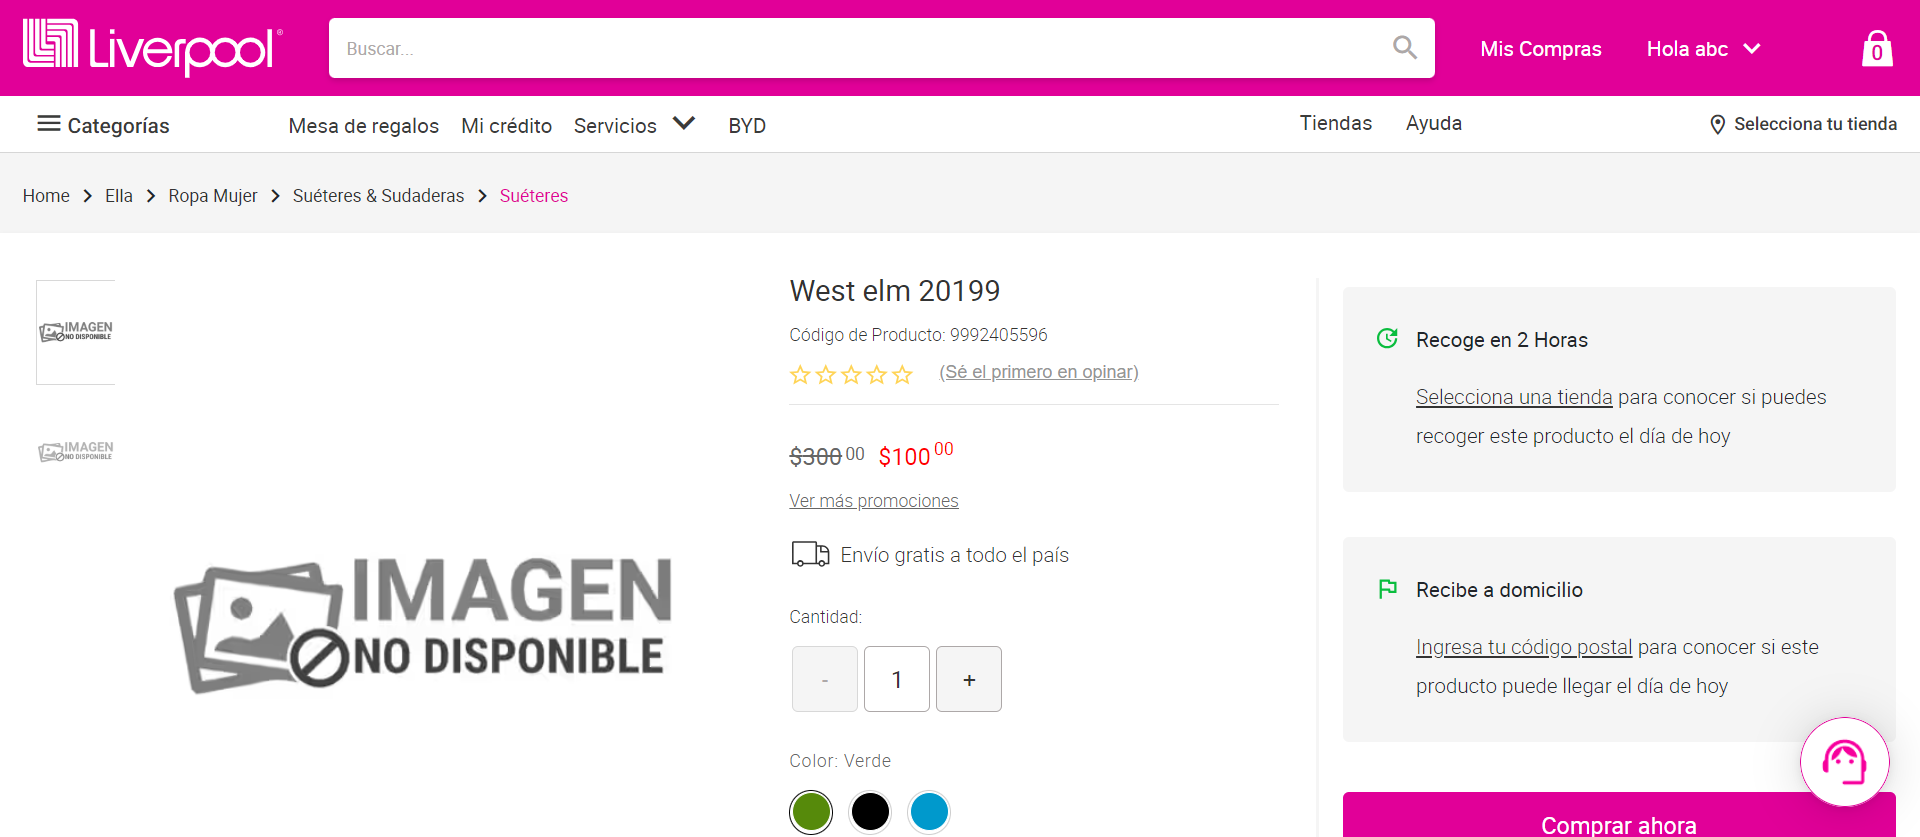 Liverpool®
Buscar...
Mis Compras
Hola abc
0
Categorías
Mesa de regalos
Mi crédito
Servicios
BYD
Tiendas
Ayuda
Selecciona tu tienda
Home > Ella > Ropa Mujer > Suéteres & Sudaderas > Suéteres
IMAGEN
NO DISPONIBLE
IMAGEN
NO DISPONIBLE
IMAGEN
NO DISPONIBLE
West elm 20199
Código de Producto: 9992405596
(Sé el primero en opinar)
$300 00 $100 00
Ver más promociones
Envío gratis a todo el país
Cantidad:
- 1 +
Color: Verde
Recoge en 2 Horas
Selecciona una tienda para conocer si puedes
recoger este producto el día de hoy
Recibe a domicilio
Ingresa tu código postal para conocer si este
producto puede llegar el día de hoy
Comprar ahora